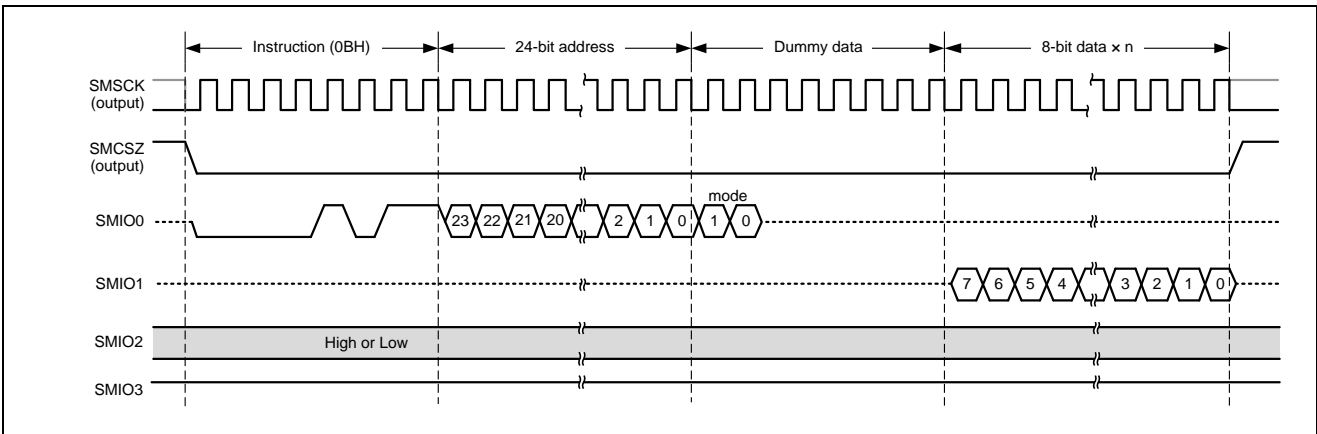 Instruction (0BH) 24-bit address Dummy data 8-bit data × n
SMSCK
(output)
SMCSZ
(output)
mode
SMIO0 23 22 21 20 2 1 0 1 0
SMIO1 7 6 5 4 3 2 1 0
SMIO2 High or Low
SMIO3